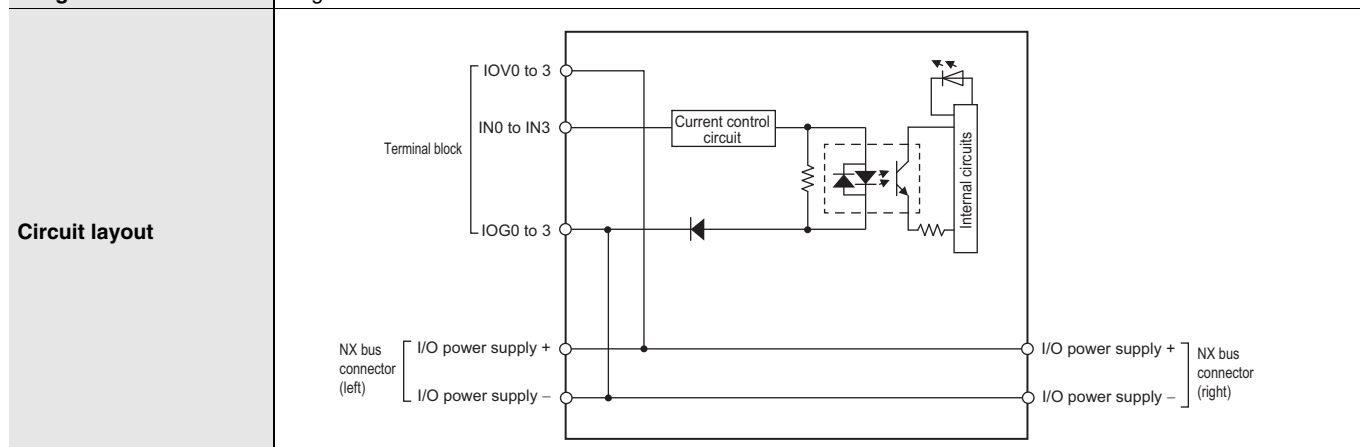 Circuit layout
Terminal block
IOV0 to 3
IN0 to IN3
IOG0 to 3
Current control
circuit
Internal circuits
NX bus
connector
(left)
I/O power supply +
I/O power supply −
I/O power supply +
I/O power supply −
NX bus
connector
(right)